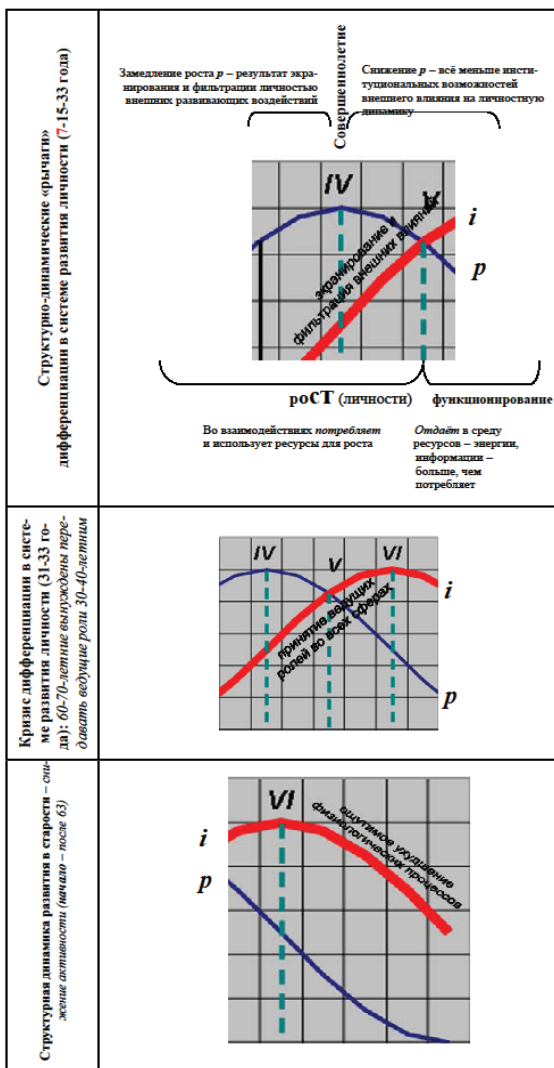 Структурно-динамические «рычаги»
дифференциации в системе развития личности (7-15-33 года)
Замедление роста р – результат экра-
нирования и фильтрации личностью
внешних развивающих воздействий
Совершеннолетие
Снижение р – всё меньше инсти-
туциональных возможностей
внешнего влияния на личностную
динамику
IV
V
i
p
экранирование и
фильтрация внешних влияний
росТ (личности)
функционирование
Во взаимодействиях потребляет
и использует ресурсы для роста
Отдаёт в среду
ресурсов – энергии,
информации –
больше, чем
потребляет
Кризис дифференциации в систе-
ме развития личности (31-33 го-
да): 60-70-летние вынуждены пере-
давать ведущие роли 30-40-летним
IV
V
VI
i
p
принятие ведущих
ролей во всех сферах
Структурная динамика развития в старости – сни-
жение активности (начало – после 63)
VI
i
p
ощутимое ухудшение
физиологических процессов